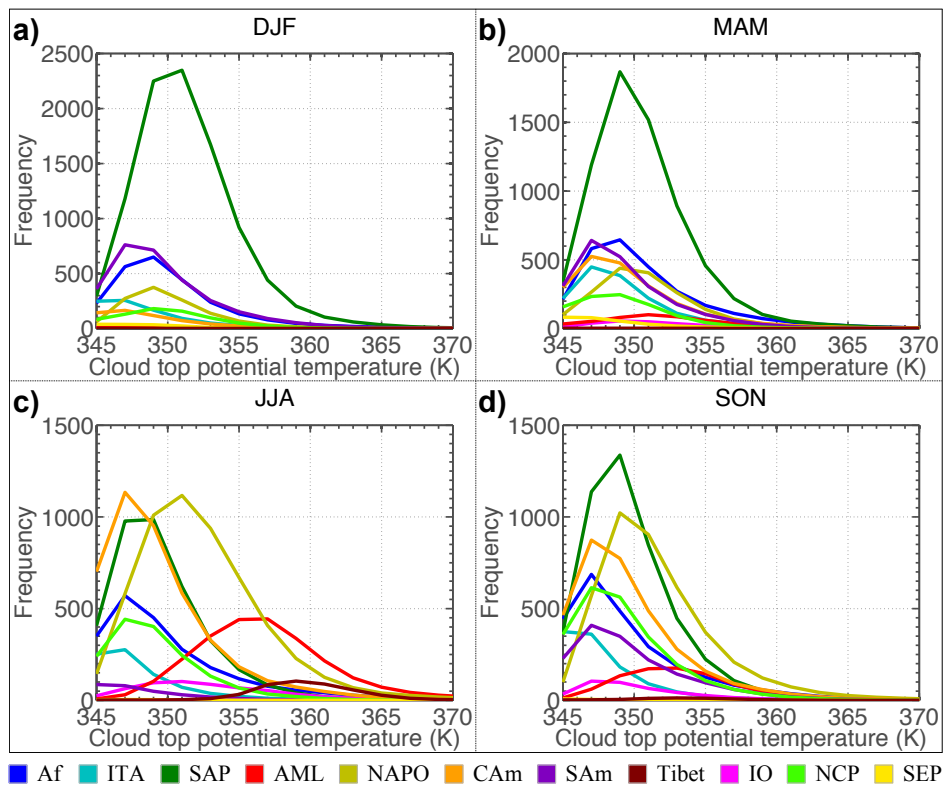 a) DJF
2500
2000
1500
1000
500
0
Frequency
345 350 355 360 365 370
Cloud top potential temperature (K)
b) MAM
2000
1500
1000
500
0
Frequency
345 350 355 360 365 370
Cloud top potential temperature (K)
c) JJA
1500
1000
500
0
Frequency
345 350 355 360 365 370
Cloud top potential temperature (K)
d) SON
1500
1000
500
0
Frequency
345 350 355 360 365 370
Cloud top potential temperature (K)
Af ITA SAP AML NAPO CAm SAm Tibet IO NCP SEP